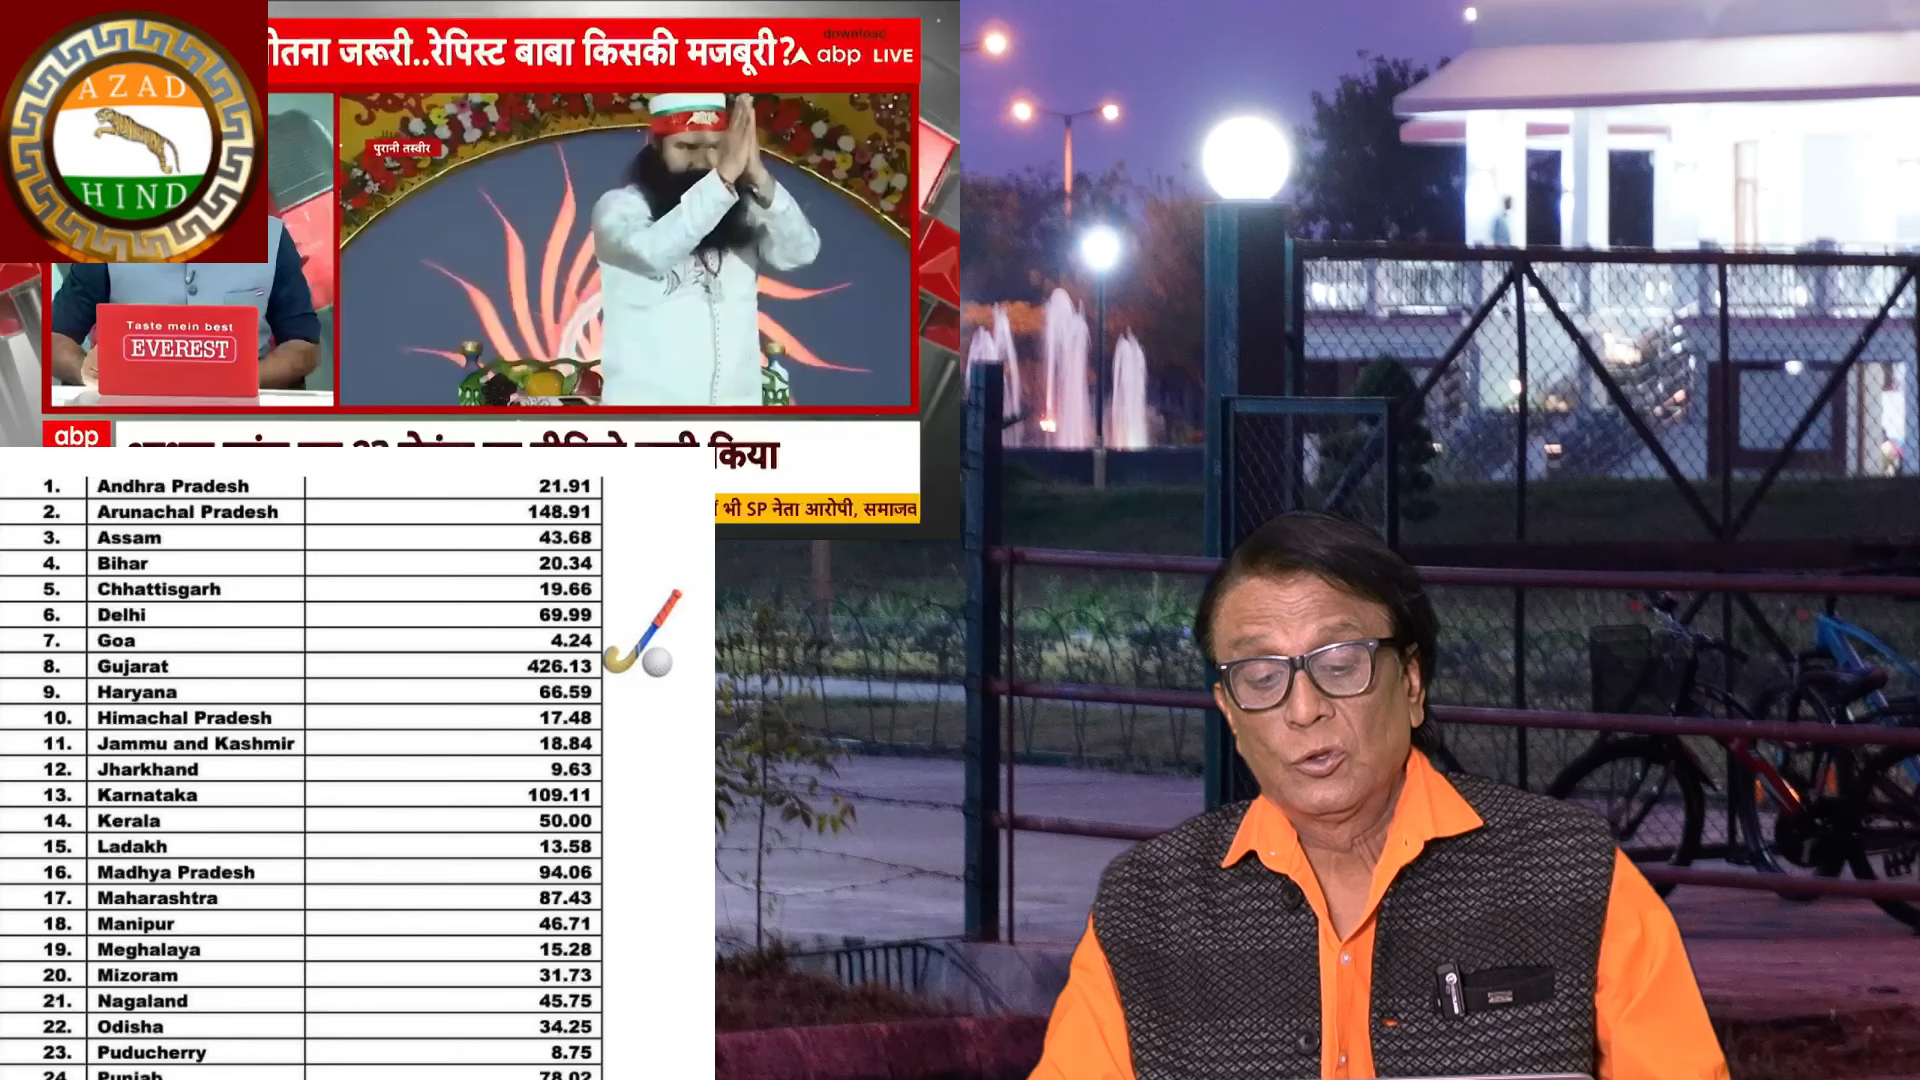 AZAD
HIND
जरूरी..रेपिस्ट बाबा किसकी मजबूरी?
download
abp LIVE
पुरानी तस्वीर
Taste mein best
EVEREST
abp
किया
भी SP नेता आरोपी, समाजव
1. Andhra Pradesh 21.91
2. Arunachal Pradesh 148.91
3. Assam 43.68
4. Bihar 20.34
5. Chhattisgarh 19.66
6. Delhi 69.99
7. Goa 4.24
8. Gujarat 426.13
9. Haryana 66.59
10. Himachal Pradesh 17.48
11. Jammu and Kashmir 18.84
12. Jharkhand 9.63
13. Karnataka 109.11
14. Kerala 50.00
15. Ladakh 13.58
16. Madhya Pradesh 94.06
17. Maharashtra 87.43
18. Manipur 46.71
19. Meghalaya 15.28
20. Mizoram 31.73
21. Nagaland 45.75
22. Odisha 34.25
23. Puducherry 8.75
24. Punjab 78.02